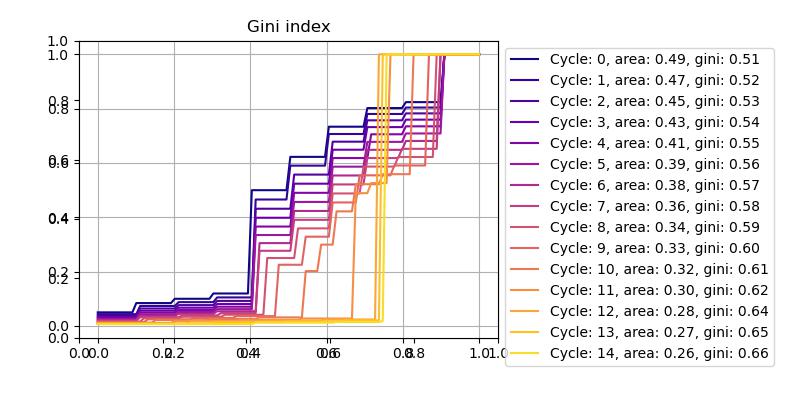 Gini index
1.0
1.0
0.8
0.8
0.6
0.6
0.4
0.4
0.2
0.2
0.0
0.0
0.0 0.0 0.2 0.2 0.4 0.4 0.6 0.6 0.8 0.8 1.0 1.0
Cycle: 0, area: 0.49, gini: 0.51
Cycle: 1, area: 0.47, gini: 0.52
Cycle: 2, area: 0.45, gini: 0.53
Cycle: 3, area: 0.43, gini: 0.54
Cycle: 4, area: 0.41, gini: 0.55
Cycle: 5, area: 0.39, gini: 0.56
Cycle: 6, area: 0.38, gini: 0.57
Cycle: 7, area: 0.36, gini: 0.58
Cycle: 8, area: 0.34, gini: 0.59
Cycle: 9, area: 0.33, gini: 0.60
Cycle: 10, area: 0.32, gini: 0.61
Cycle: 11, area: 0.30, gini: 0.62
Cycle: 12, area: 0.28, gini: 0.64
Cycle: 13, area: 0.27, gini: 0.65
Cycle: 14, area: 0.26, gini: 0.66